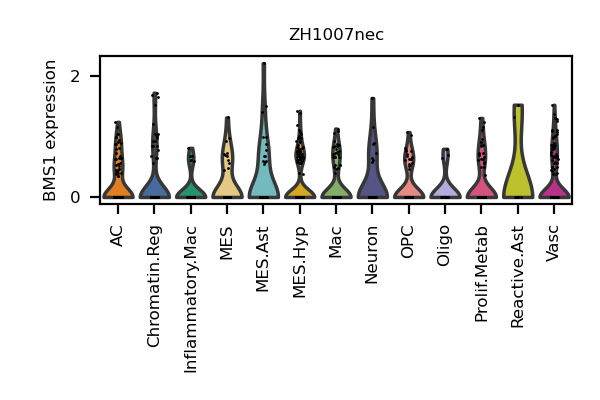 ZH1007nec
BMS1 expression
2
0
AC
Chromatin.Reg
Inflammatory.Mac
MES
MES.Ast
MES.Hyp
Mac
Neuron
OPC
Oligo
Prolif.Metab
Reactive.Ast
Vasc